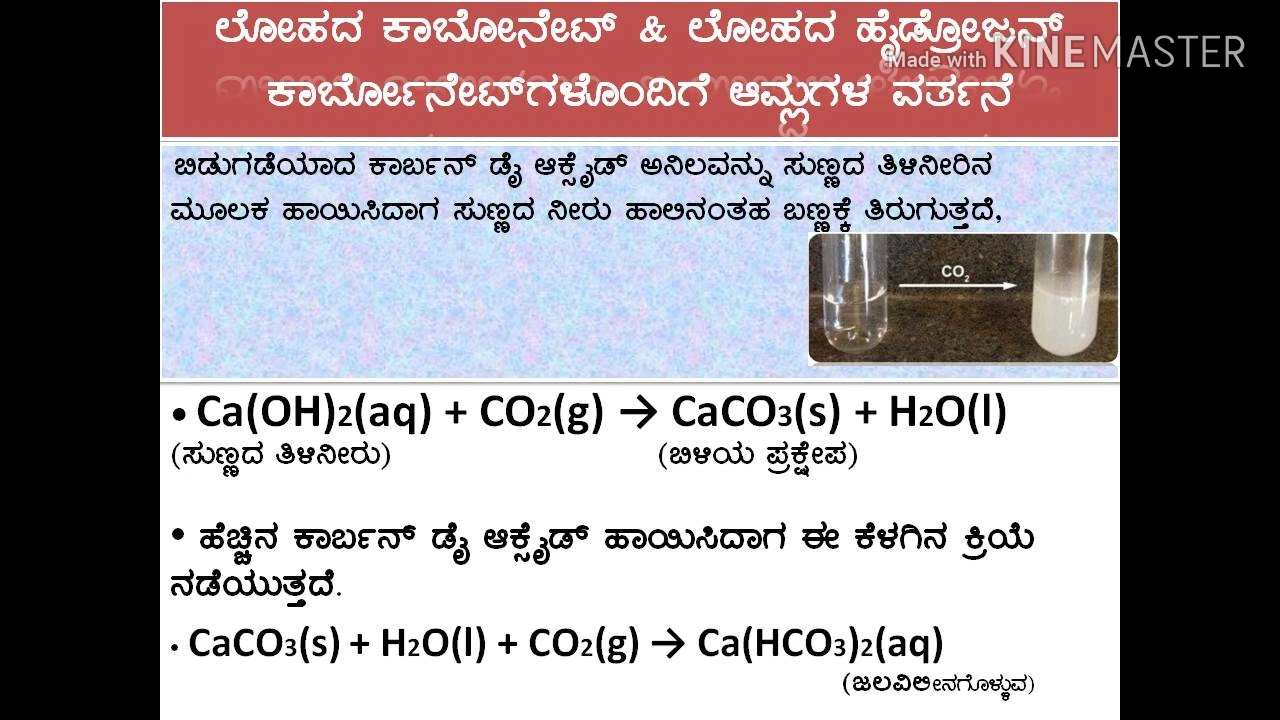 ಲೋಹದ ಕಾಬೋನೇಟ್ & ಲೋಹದ ಹೈಡ್ರೋಜನ್
Made with KINEMASTER
ಕಾರ್ಬೋನೇಟ್‌ಗಳೊಂದಿಗೆ ಆಮ್ಲಗಳ ವರ್ತನೆ
ಬಿಡುಗಡೆಯಾದ ಕಾರ್ಬನ್ ಡೈ ಆಕ್ಸೈಡ್ ಅನಿಲವನ್ನು ಸುಣ್ಣದ ತಿಳಿನೀರಿನ
ಮೂಲಕ ಹಾಯಿಸಿದಾಗ ಸುಣ್ಣದ ನೀರು ಹಾಲಿನಂತಹ ಬಣ್ಣಕ್ಕೆ ತಿರುಗುತ್ತದೆ,
CO₂
• Ca(OH)2(aq) + CO2(g) → CaCO3(s) + H2O(l)
(ಸುಣ್ಣದ ತಿಳಿನೀರು) (ಬಿಳಿಯ ಪ್ರಕ್ಷೇಪ)
• ಹೆಚ್ಚಿನ ಕಾರ್ಬನ್ ಡೈ ಆಕ್ಸೈಡ್ ಹಾಯಿಸಿದಾಗ ಈ ಕೆಳಗಿನ ಕ್ರಿಯೆ
ನಡೆಯುತ್ತದೆ.
• CaCO3(s) + H2O(l) + CO2(g) → Ca(HCO3)2(aq)
(ಜಲವಿಲೀನಗೊಳ್ಳುವ)